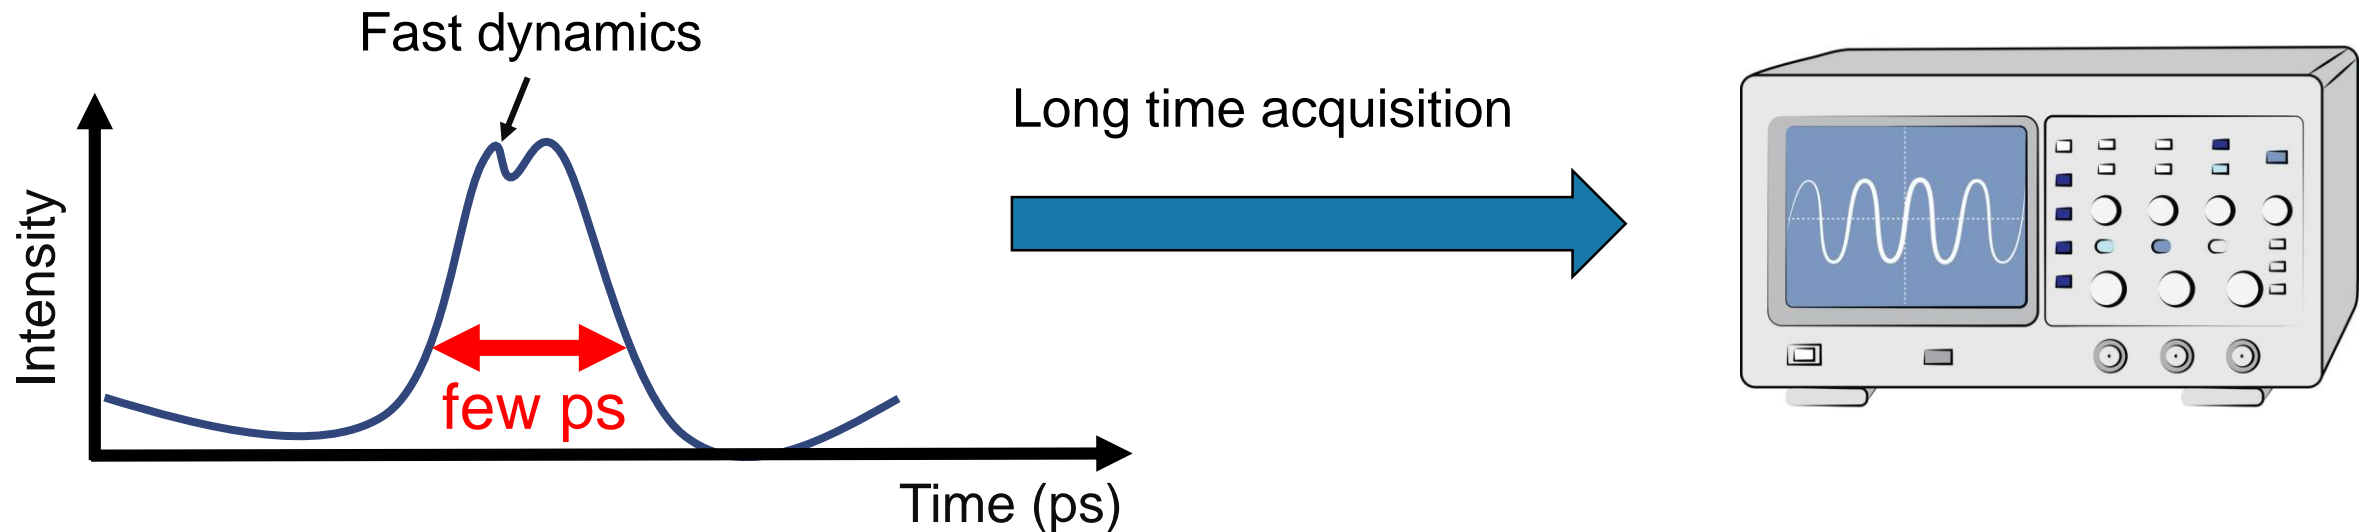 Fast dynamics
Long time acquisition
Intensity
few ps
Time (ps)